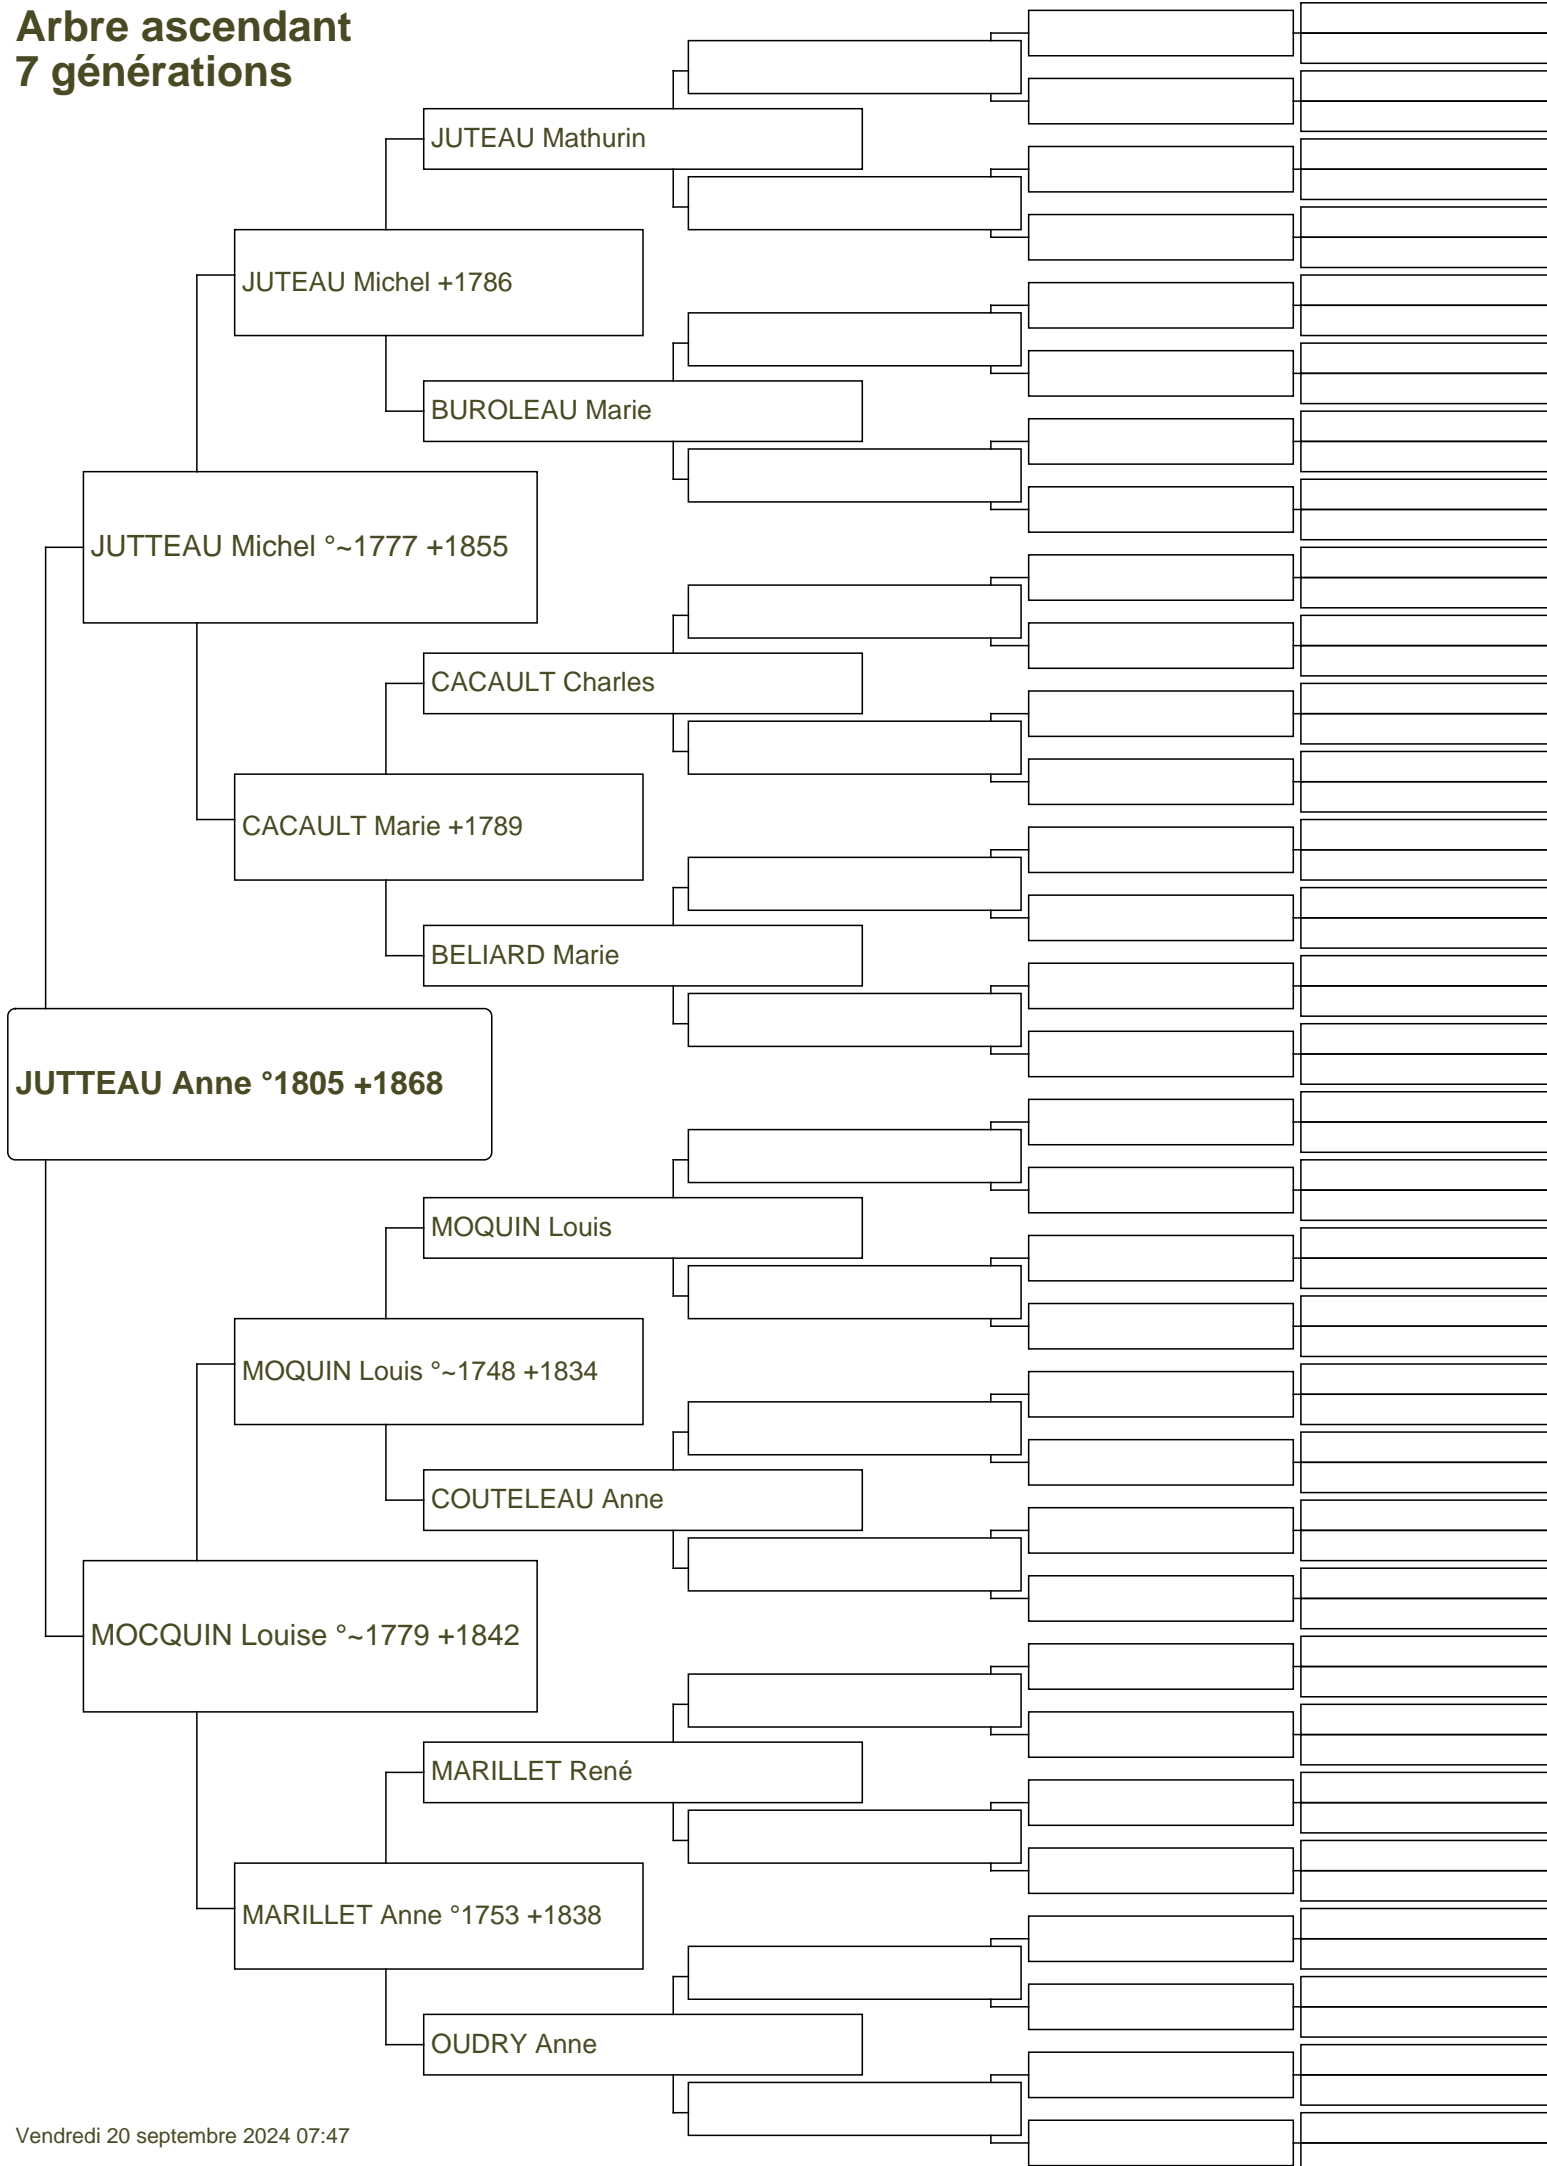 Arbre ascendant
7 générations
JUTEAU Mathurin
JUTEAU Michel +1786
BUROLEAU Marie
JUTTEAU Michel °~1777 +1855
CACAULT Charles
CACAULT Marie +1789
BELIARD Marie
JUTTEAU Anne °1805 +1868
MOQUIN Louis
MOQUIN Louis °~1748 +1834
COUTELEAU Anne
MOCQUIN Louise °~1779 +1842
MARILLET René
MARILLET Anne °1753 +1838
OUDRY Anne
Vendredi 20 septembre 2024 07:47